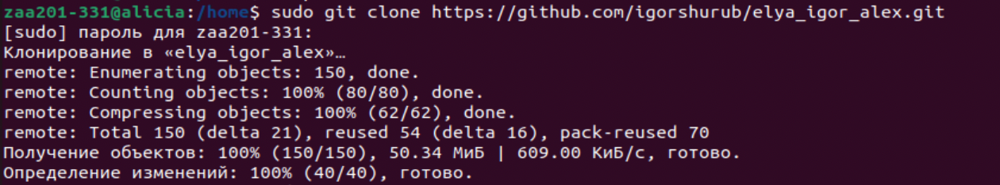 zaa201-331@alicia:/home$ sudo git clone https://github.com/igorshurub/elya_igor_alex.git
[sudo] пароль для zaa201-331:
Клонирование в «elya_igor_alex»…
remote: Enumerating objects: 150, done.
remote: Counting objects: 100% (80/80), done.
remote: Compressing objects: 100% (62/62), done.
remote: Total 150 (delta 21), reused 54 (delta 16), pack-reused 70
Получение объектов: 100% (150/150), 50.34 МиБ | 609.00 КиБ/с, готово.
Определение изменений: 100% (40/40), готово.